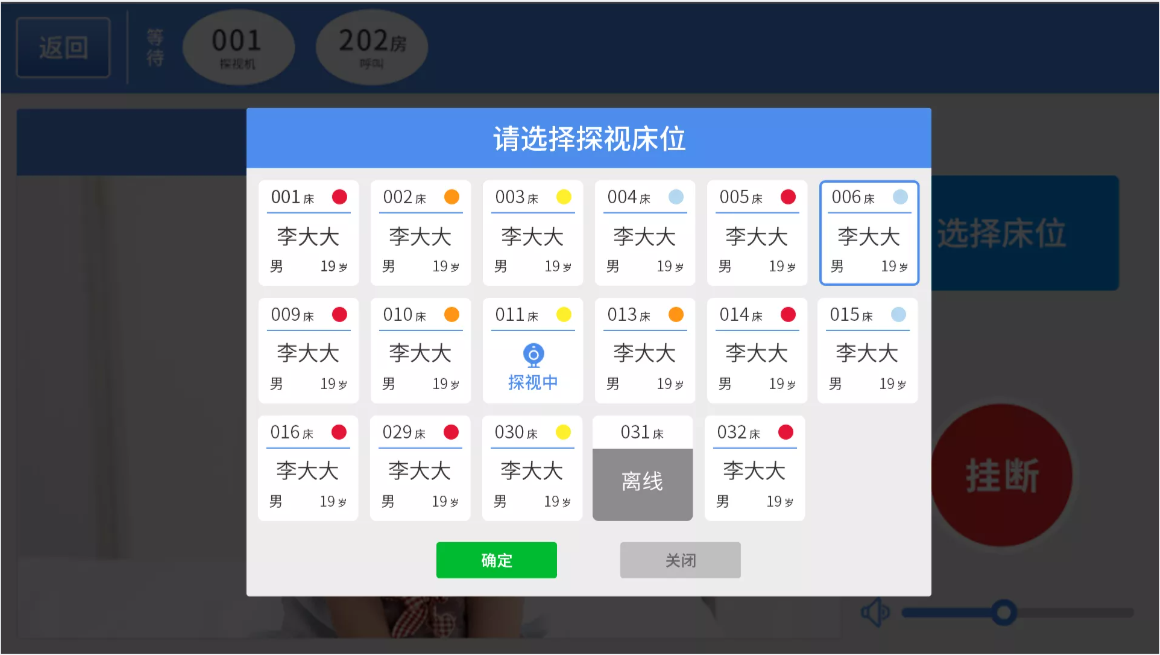 返回
等待
001
探视机
202房
呼叫
请选择探视床位
001床
李大大
男 19岁
002床
李大大
男 19岁
003床
李大大
男 19岁
004床
李大大
男 19岁
005床
李大大
男 19岁
006床
李大大
男 19岁
选择床位
009床
李大大
男 19岁
010床
李大大
男 19岁
011床
探视中
013床
李大大
男 19岁
014床
李大大
男 19岁
015床
李大大
男 19岁
016床
李大大
男 19岁
029床
李大大
男 19岁
030床
李大大
男 19岁
031床
离线
032床
李大大
男 19岁
挂断
确定
关闭